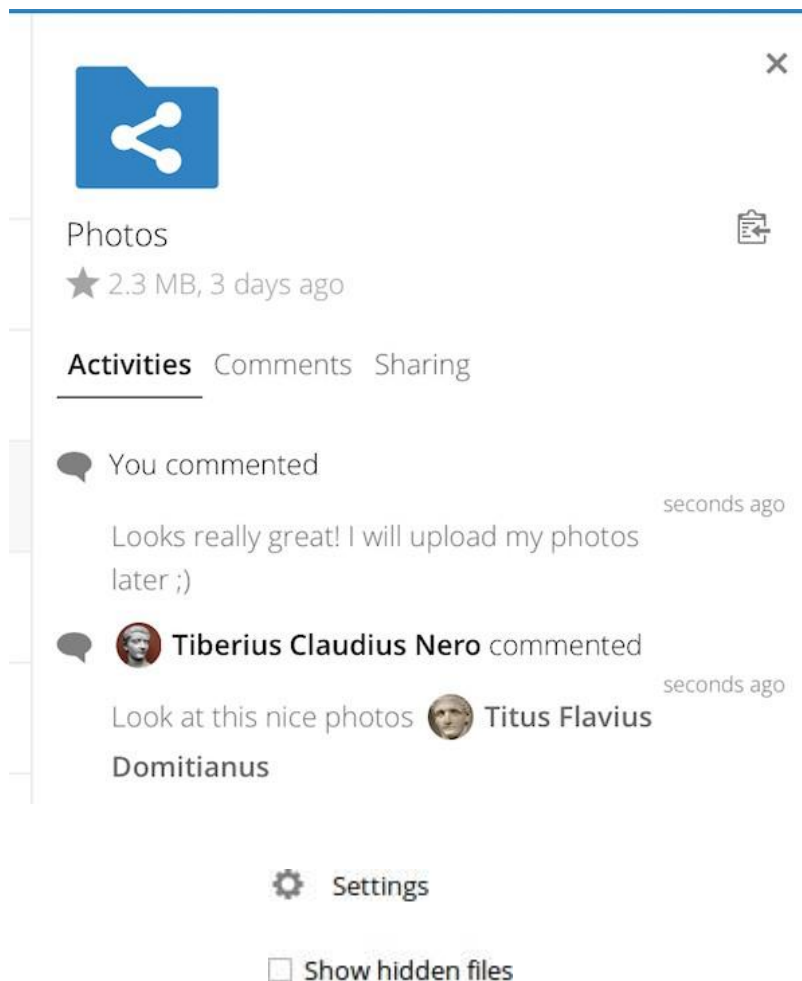 Photos
2.3 MB, 3 days ago
Activities Comments Sharing
You commented
seconds ago
Looks really great! I will upload my photos
later ;)
Tiberius Claudius Nero commented
seconds ago
Look at this nice photos Titus Flavius
Domitianus
Settings
Show hidden files